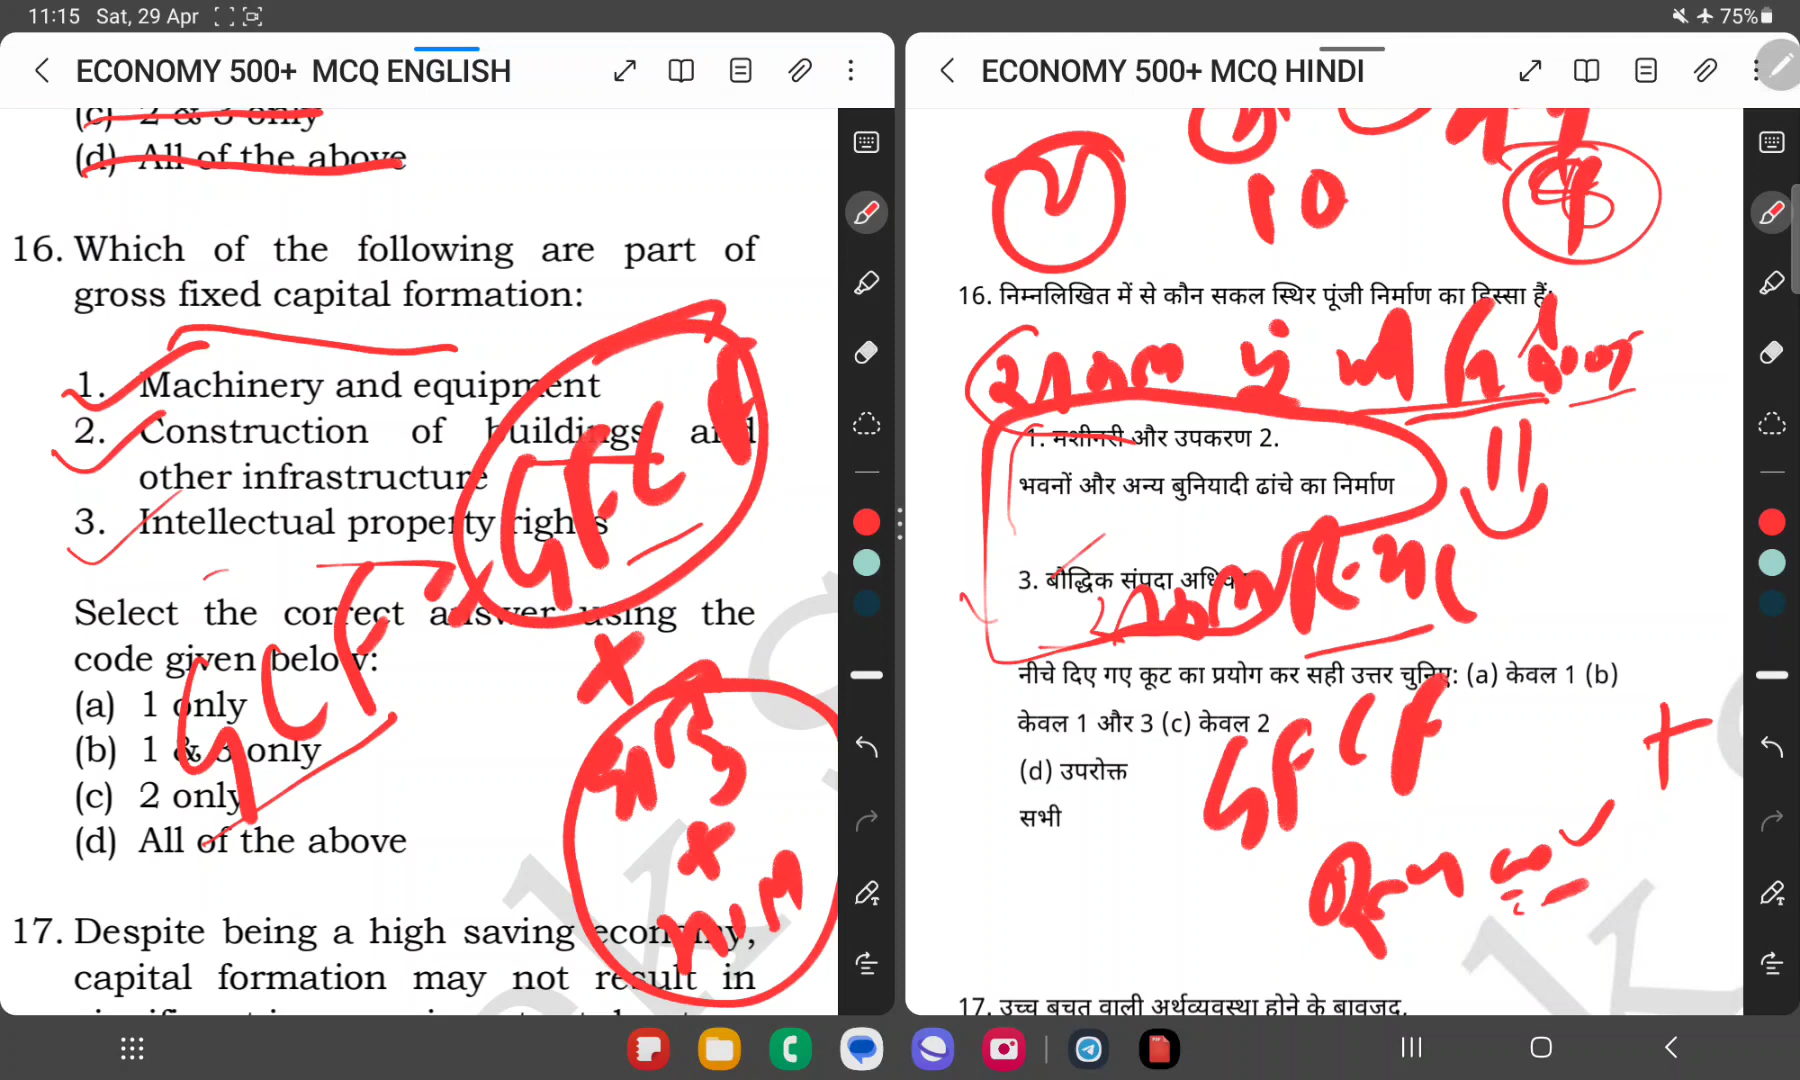 11:15 Sat, 29 Apr
75%
ECONOMY 500+ MCQ ENGLISH
(c) 2 & 3 only
(d) All of the above
16. Which of the following are part of
gross fixed capital formation:
1. Machinery and equipment
2. Construction of buildings and
other infrastructure
3. Intellectual property rights
Select the correct answer using the
code given below:
(a) 1 only
(b) 1 & 3 only
(c) 2 only
(d) All of the above
17. Despite being a high saving economy,
capital formation may not result in
GFCF
GCF
ECONOMY 500+ MCQ HINDI
10
16. निम्नलिखित में से कौन सकल स्थिर पूंजी निर्माण का हिस्सा हैं:
1. मशीनरी और उपकरण 2.
भवनों और अन्य बुनियादी ढांचे का निर्माण
3. बौद्धिक संपदा
नीचे दिए गए कूट का प्रयोग कर सही उत्तर चुनिए: (a) केवल 1 (b)
केवल 1 और 3 (c) केवल 2
(d) उपरोक्त
सभी
GFCF
+
17. उच्च बचत वाली अर्थव्यवस्था होने के बावजूद,